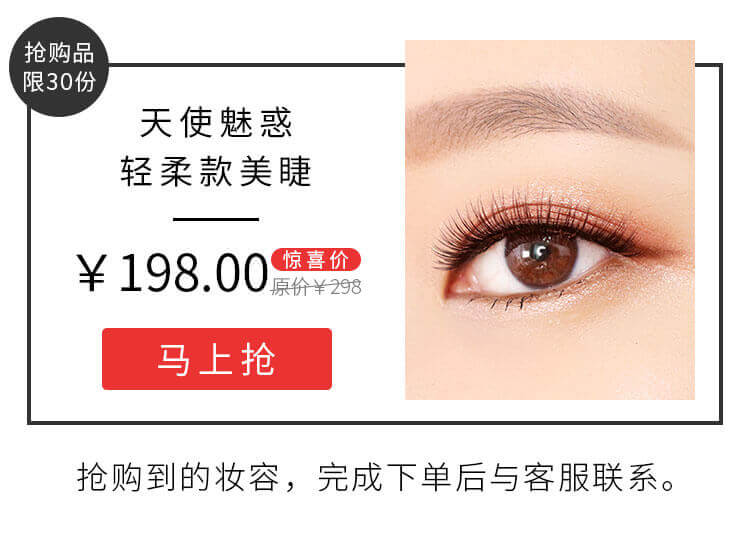 抢购品
限30份
天使魅惑
轻柔款美睫
￥198.00
惊喜价
原价￥298
马上抢
抢购到的妆容，完成下单后与客服联系。